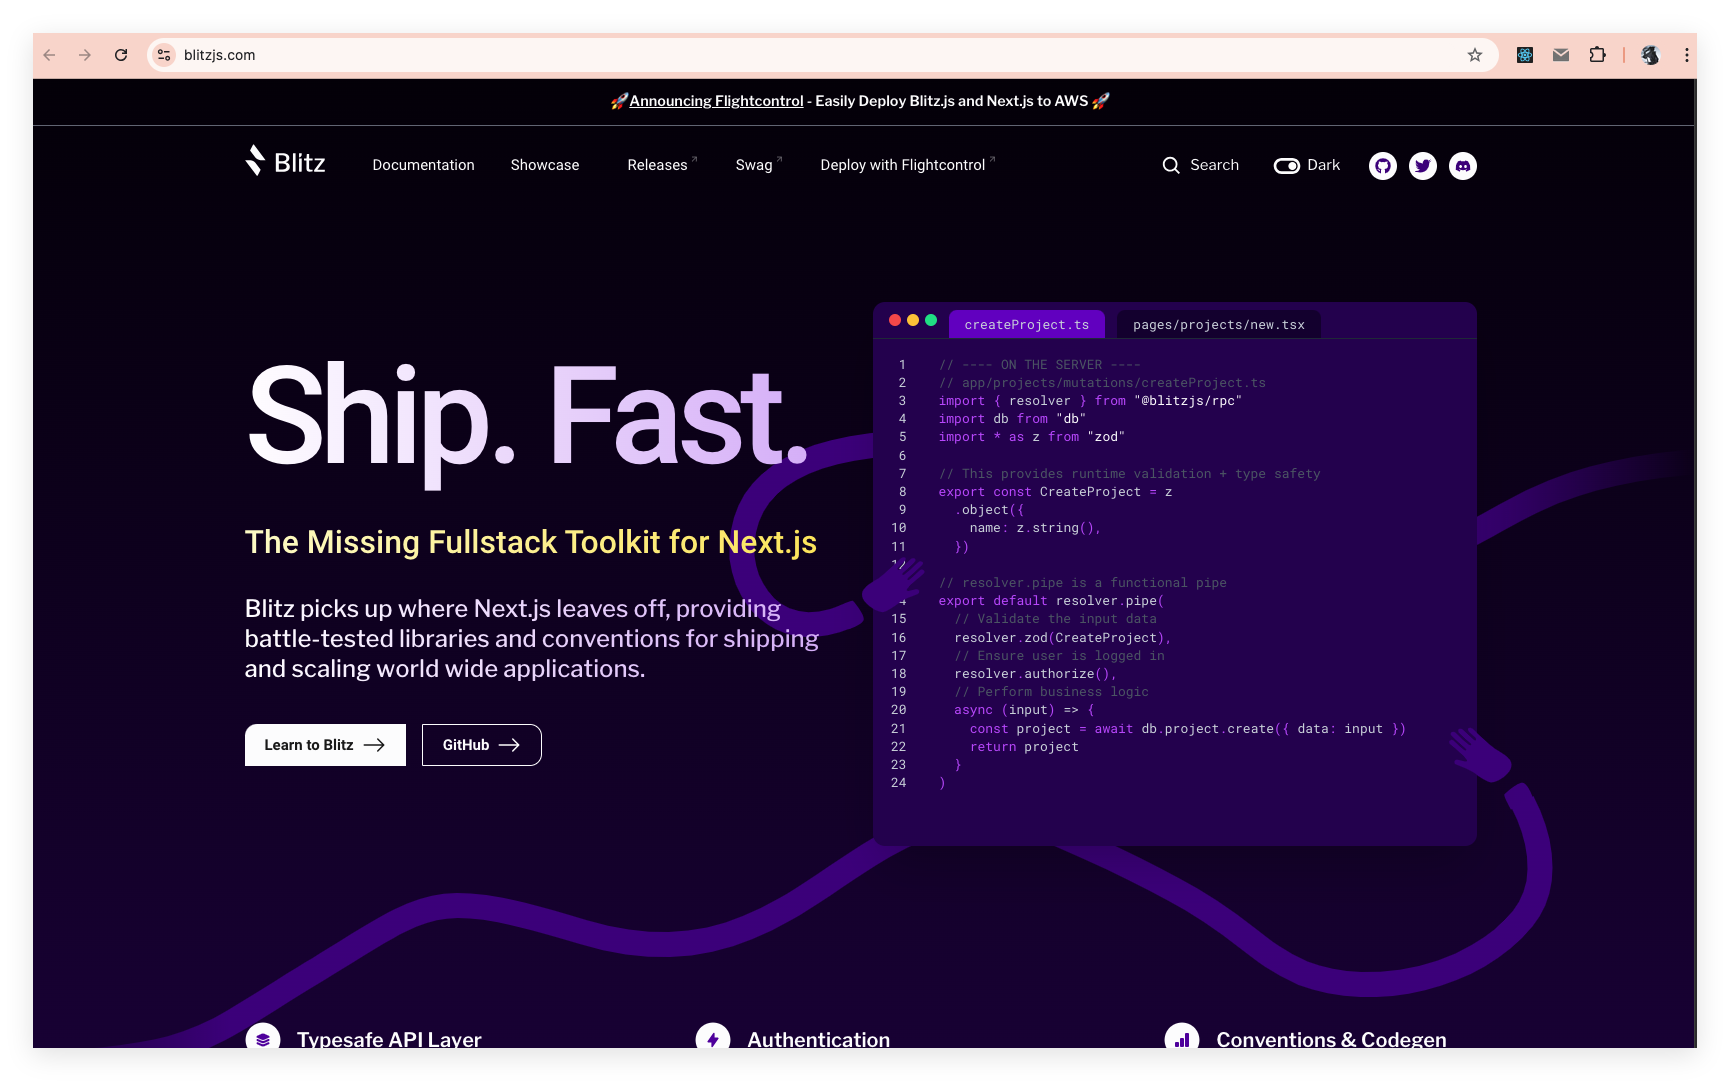 blitzjs.com
🚀Announcing Flightcontrol - Easily Deploy Blitz.js and Next.js to AWS 🚀
Blitz Documentation Showcase Releases↗ Swag↗ Deploy with Flightcontrol↗ Search Dark
createProject.ts pages/projects/new.tsx
Ship. Fast.
The Missing Fullstack Toolkit for Next.js
Blitz picks up where Next.js leaves off, providing
battle-tested libraries and conventions for shipping
and scaling world wide applications.
Learn to Blitz → GitHub →
1 // ---- ON THE SERVER ----
2 // app/projects/mutations/createProject.ts
3 import { resolver } from "@blitzjs/rpc"
4 import db from "db"
5 import * as z from "zod"
6
7 // This provides runtime validation + type safety
8 export const CreateProject = z
9   .object({
10     name: z.string(),
11   })
// resolver.pipe is a functional pipe
export default resolver.pipe(
15   // Validate the input data
16   resolver.zod(CreateProject),
17   // Ensure user is logged in
18   resolver.authorize(),
19   // Perform business logic
20   async (input) => {
21     const project = await db.project.create({ data: input })
22     return project
23   }
24 )
Typesafe API Layer Authentication Conventions & Codegen